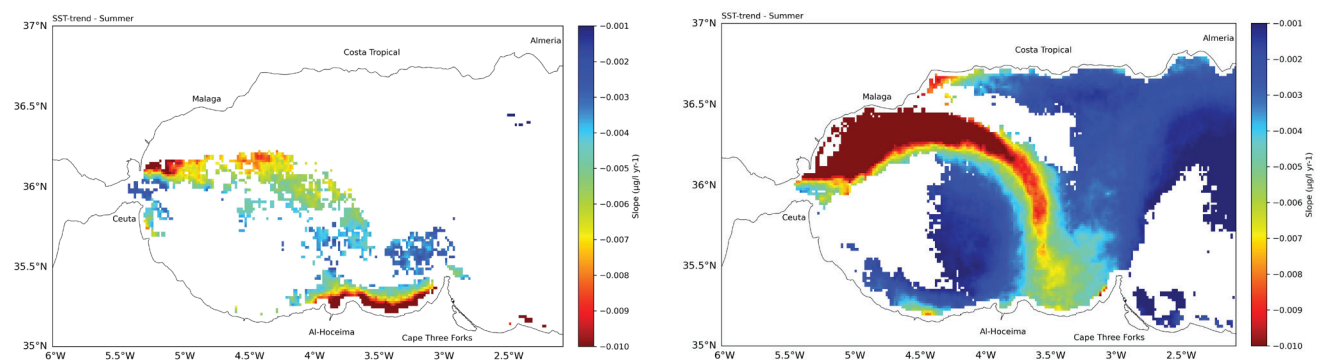 SST-trend - Summer
37°N
36.5°N
36°N
35.5°N
35°N
6°W
5.5°W
5°W
4.5°W
4°W
3.5°W
3°W
2.5°W
Almeria
Costa Tropical
Malaga
Ceuta
Al-Hoceima
Cape Three Forks
−0.001
−0.002
−0.003
−0.004
−0.005
−0.006
−0.007
−0.008
−0.009
−0.010
Slope (μg/l yr-1)
SST-trend - Summer
37°N
36.5°N
36°N
35.5°N
35°N
6°W
5.5°W
5°W
4.5°W
4°W
3.5°W
3°W
2.5°W
Almeria
Costa Tropical
Malaga
Ceuta
Al-Hoceima
Cape Three Forks
−0.001
−0.002
−0.003
−0.004
−0.005
−0.006
−0.007
−0.008
−0.009
−0.010
Slope (μg/l yr-1)